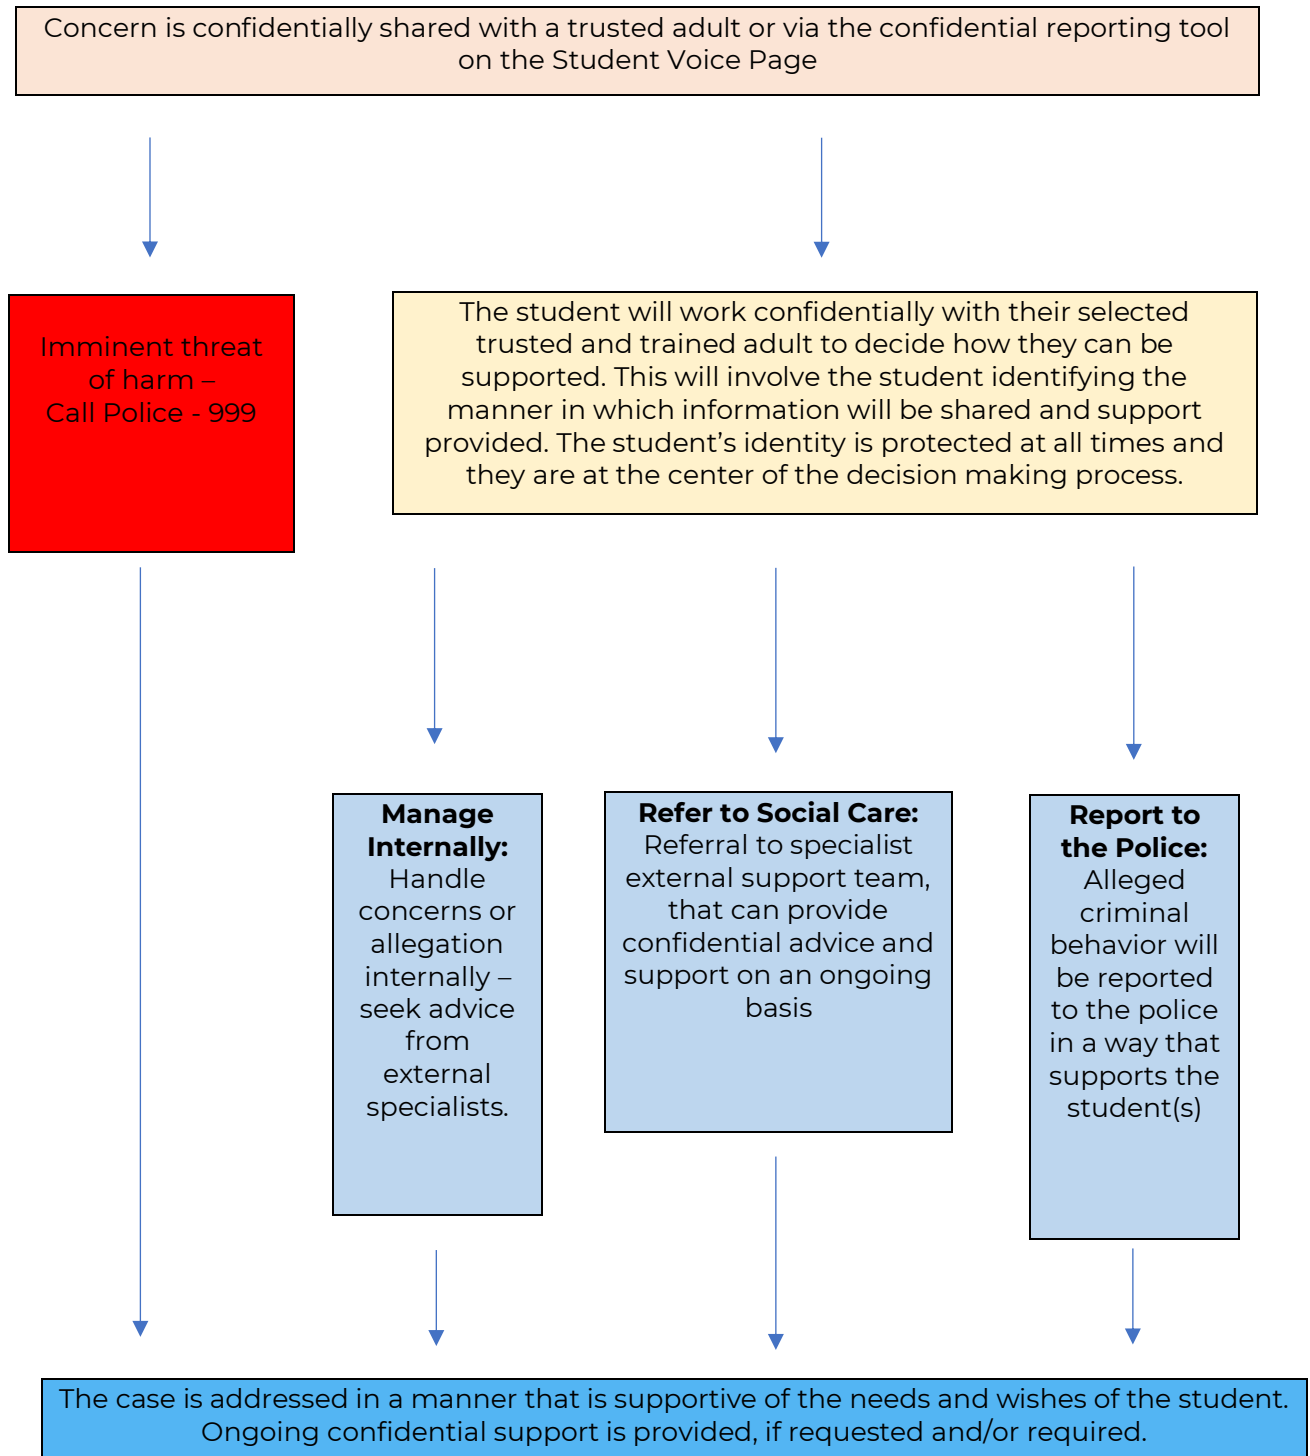 Concern is confidentially shared with a trusted adult or via the confidential reporting tool
on the Student Voice Page
Imminent threat
of harm –
Call Police - 999
The student will work confidentially with their selected
trusted and trained adult to decide how they can be
supported. This will involve the student identifying the
manner in which information will be shared and support
provided. The student’s identity is protected at all times and
they are at the center of the decision making process.
Manage
Internally:
Handle
concerns or
allegation
internally –
seek advice
from
external
specialists.
Refer to Social Care:
Referral to specialist
external support team,
that can provide
confidential advice and
support on an ongoing
basis
Report to
the Police:
Alleged
criminal
behavior will
be reported
to the police
in a way that
supports the
student(s)
The case is addressed in a manner that is supportive of the needs and wishes of the student.
Ongoing confidential support is provided, if requested and/or required.